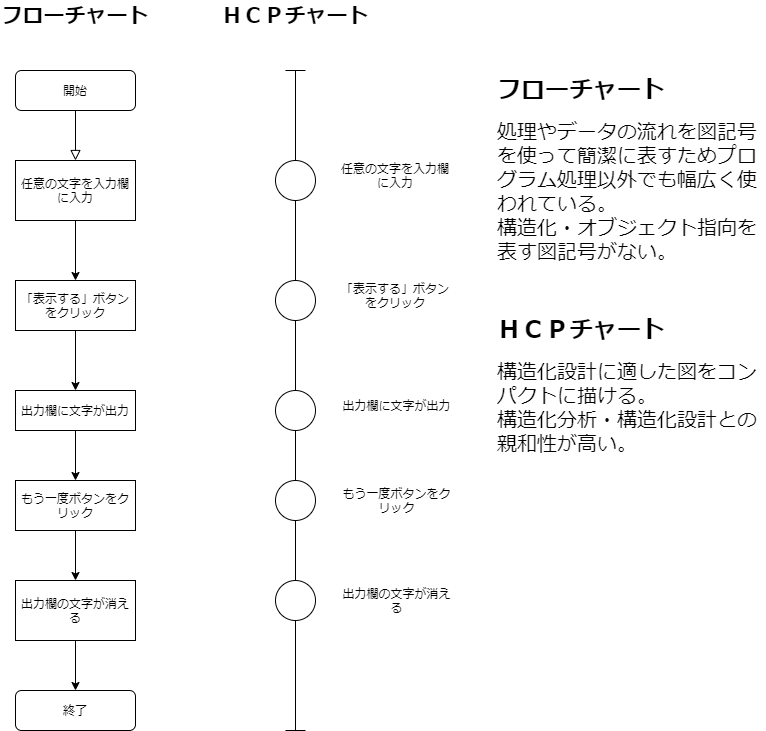 フローチャート
開始
任意の文字を入力欄
に入力
「表示する」ボタン
をクリック
出力欄に文字が出力
もう一度ボタンをク
リック
出力欄の文字が消え
る
終了
ＨＣＰチャート
任意の文字を入力欄
に入力
「表示する」ボタン
をクリック
出力欄に文字が出力
もう一度ボタンをク
リック
出力欄の文字が消え
る
フローチャート
処理やデータの流れを図記号
を使って簡潔に表すためプロ
グラム処理以外でも幅広く使
われている。
構造化・オブジェクト指向を
表す図記号がない。
ＨＣＰチャート
構造化設計に適した図をコン
パクトに描ける。
構造化分析・構造化設計との
親和性が高い。